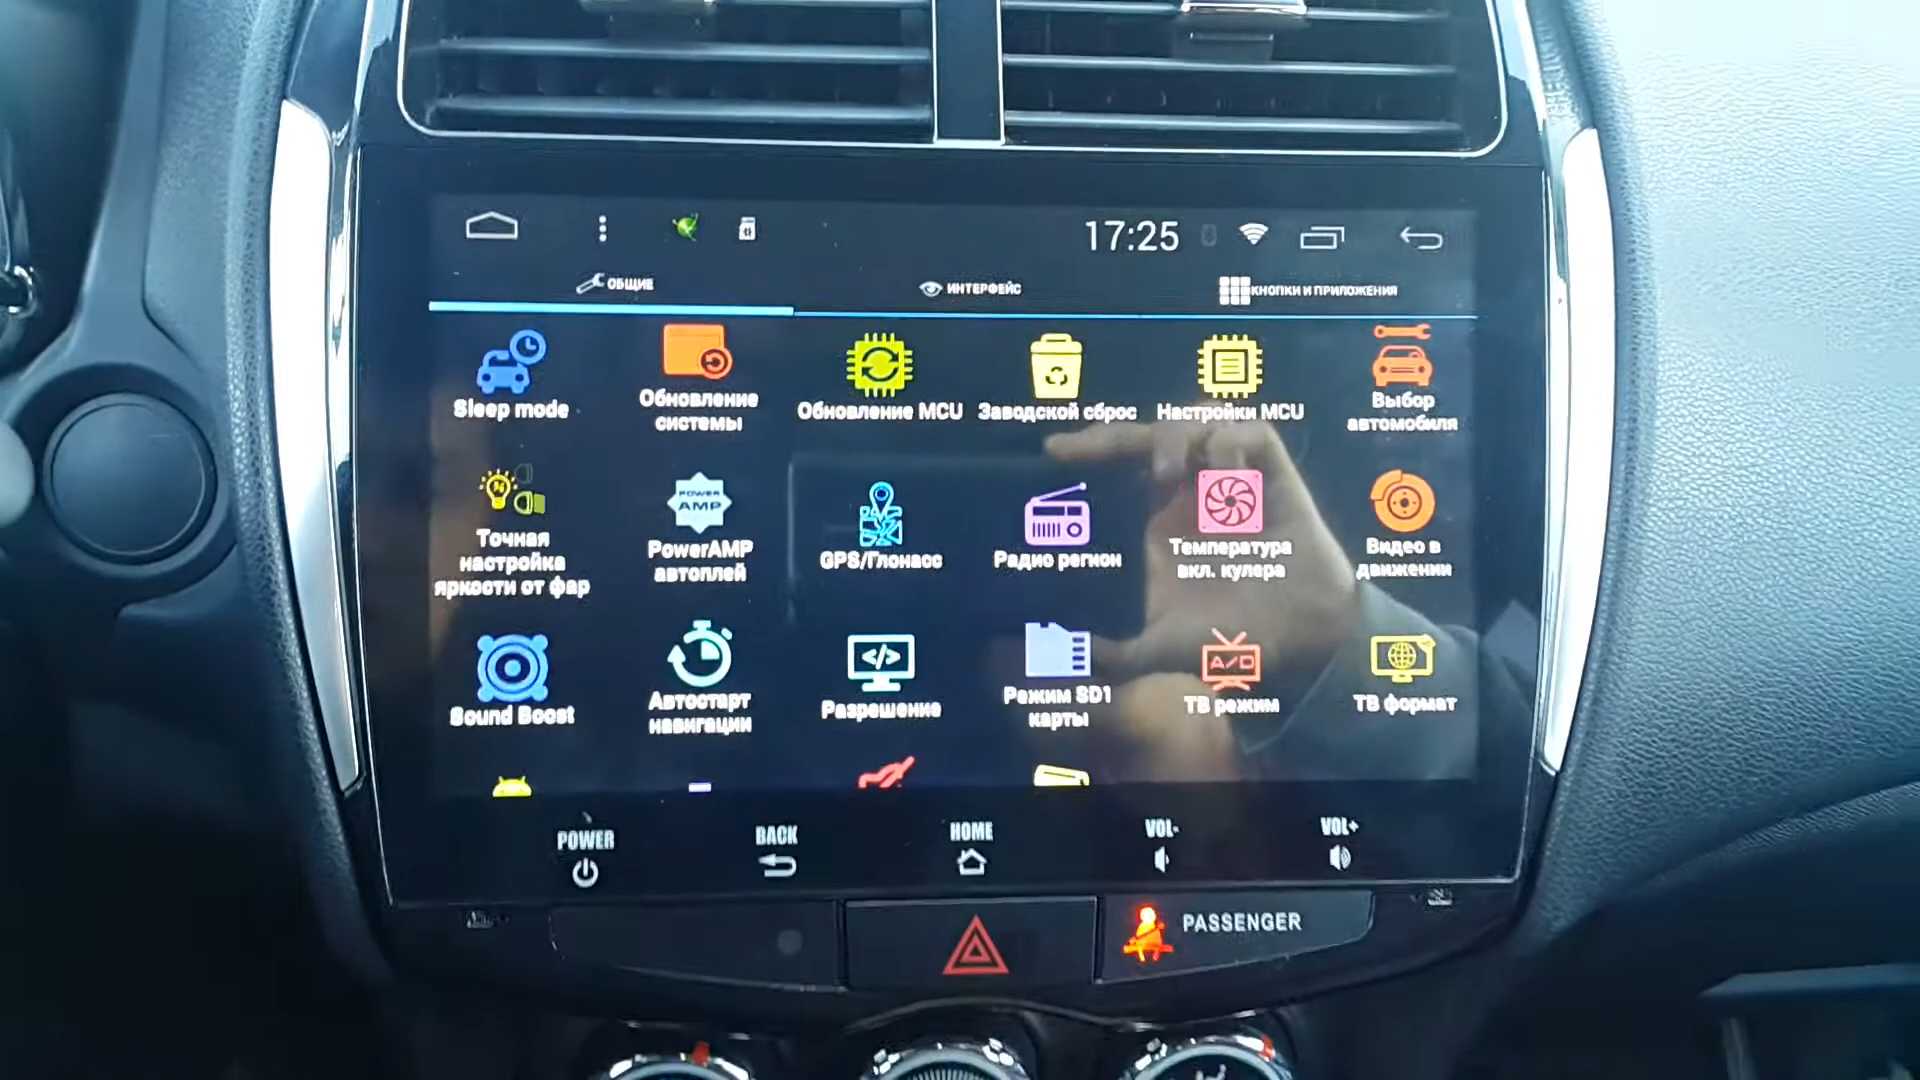 17:25
ОБЩИЕ
ИНТЕРФЕЙС
КНОПКИ И ПРИЛОЖЕНИЯ
Sleep mode
Обновление
системы
Обновление MCU
Заводской сброс
Настройки MCU
Выбор
автомобиля
Точная
настройка
яркости от фар
POWER
AMP
PowerAMP
автоплей
GPS/Глонасс
Радио регион
Температура
вкл. кулера
Видео в
движении
Sound Boost
Автостарт
навигации
</>
Разрешение
Режим SD1
карты
A/D
ТВ режим
ТВ формат
POWER
BACK
HOME
VOL-
VOL+
PASSENGER